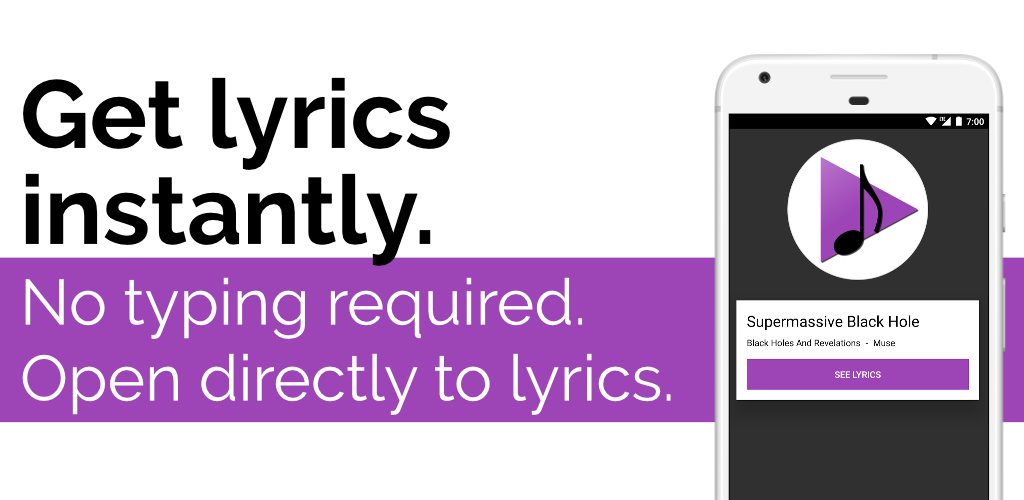 Get lyrics
instantly.
No typing required.
Open directly to lyrics.
7:00
Supermassive Black Hole
Black Holes And Revelations - Muse
SEE LYRICS